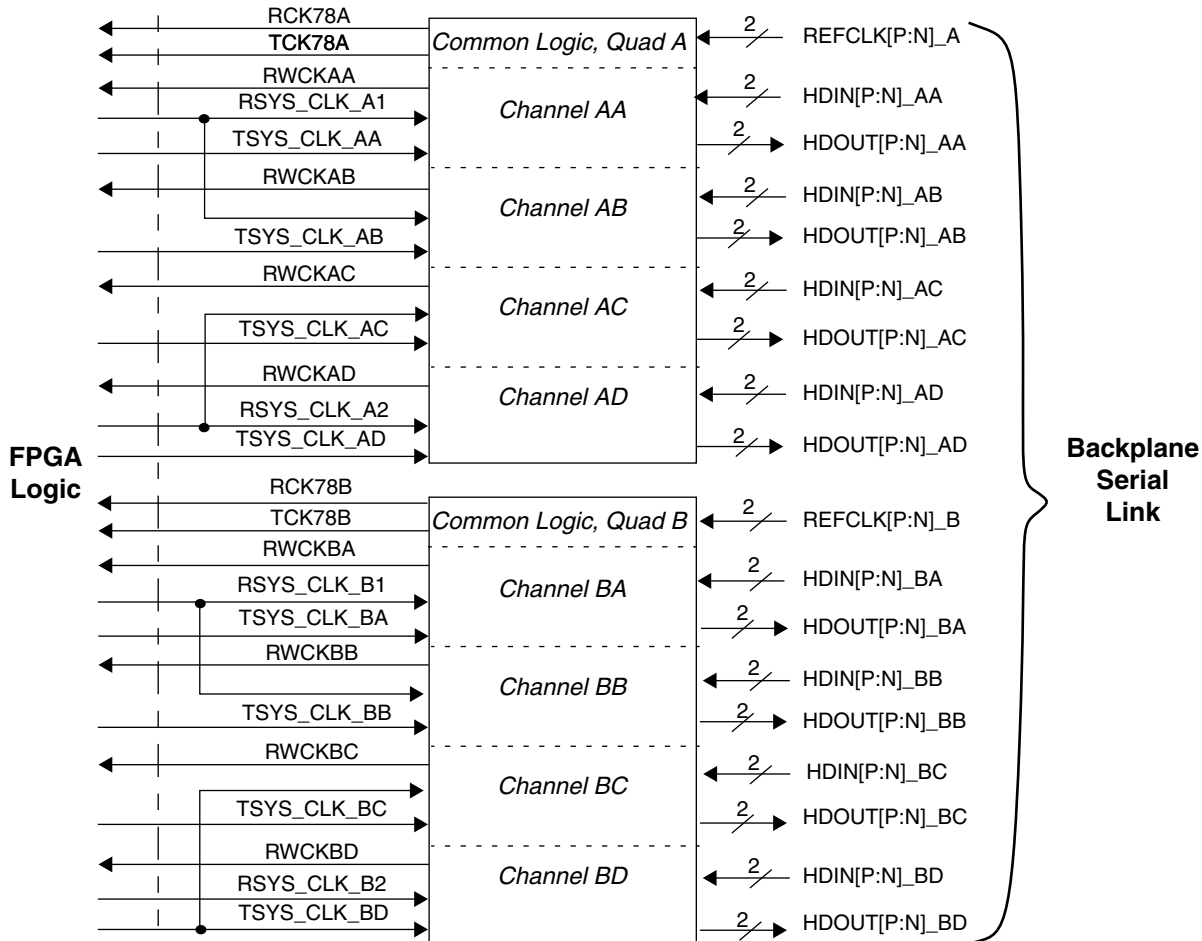 RCK78A
TCK78A
Common Logic, Quad A
2
REFCLK[P:N]_A
RWCKAA
RSYS_CLK_A1
TSYS_CLK_AA
Channel AA
2
HDIN[P:N]_AA
2
HDOUT[P:N]_AA
RWCKAB
TSYS_CLK_AB
Channel AB
2
HDIN[P:N]_AB
2
HDOUT[P:N]_AB
RWCKAC
TSYS_CLK_AC
Channel AC
2
HDIN[P:N]_AC
2
HDOUT[P:N]_AC
RWCKAD
RSYS_CLK_A2
TSYS_CLK_AD
Channel AD
2
HDIN[P:N]_AD
2
HDOUT[P:N]_AD
FPGA
Logic
Backplane
Serial
Link
RCK78B
TCK78B
Common Logic, Quad B
2
REFCLK[P:N]_B
RWCKBA
RSYS_CLK_B1
TSYS_CLK_BA
Channel BA
2
HDIN[P:N]_BA
2
HDOUT[P:N]_BA
RWCKBB
TSYS_CLK_BB
Channel BB
2
HDIN[P:N]_BB
2
HDOUT[P:N]_BB
RWCKBC
TSYS_CLK_BC
Channel BC
2
HDIN[P:N]_BC
2
HDOUT[P:N]_BC
RWCKBD
RSYS_CLK_B2
TSYS_CLK_BD
Channel BD
2
HDIN[P:N]_BD
2
HDOUT[P:N]_BD